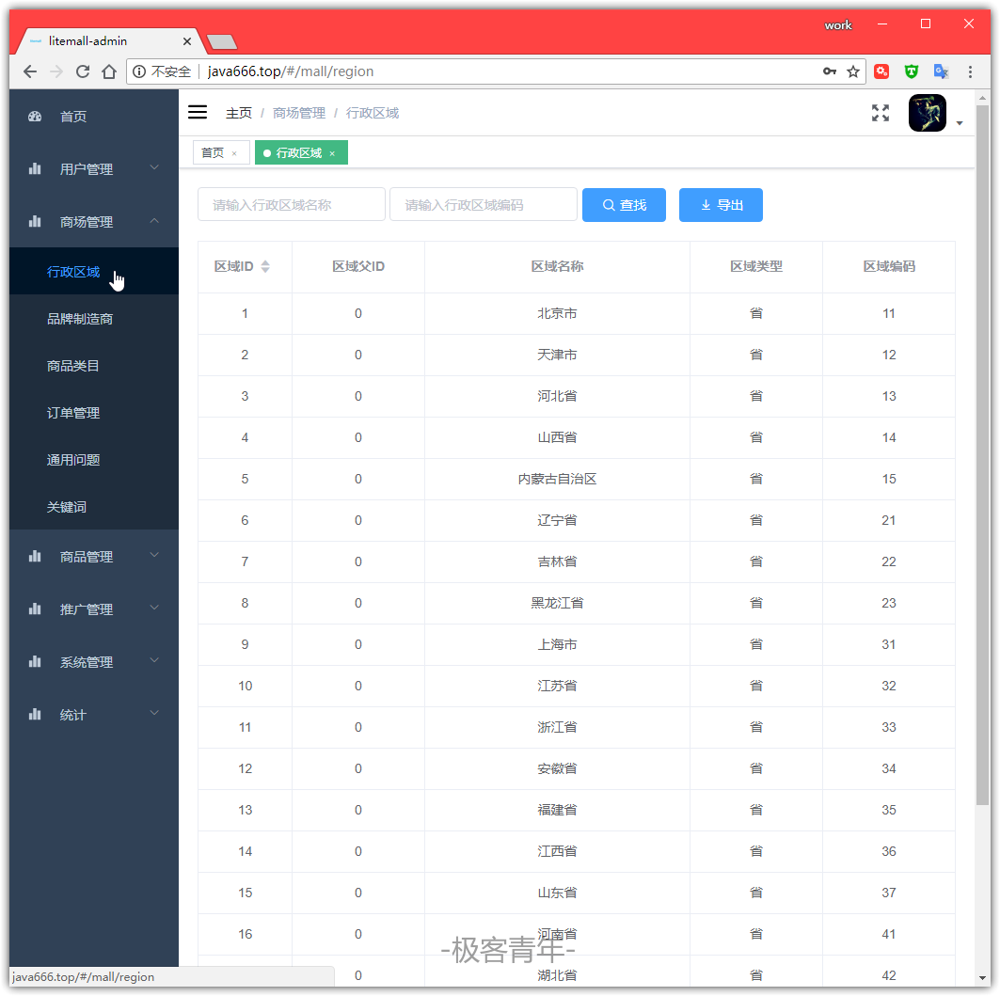 work
litemall-admin
不安全 java666.top/#/mall/region
首页
用户管理
商场管理
行政区域
品牌制造商
商品类目
订单管理
通用问题
关键词
商品管理
推广管理
系统管理
统计
主页 / 商场管理 / 行政区域
首页 × 行政区域 ×
请输入行政区域名称 请输入行政区域编码 查找 导出
区域ID 区域父ID 区域名称 区域类型 区域编码
1 0 北京市 省 11
2 0 天津市 省 12
3 0 河北省 省 13
4 0 山西省 省 14
5 0 内蒙古自治区 省 15
6 0 辽宁省 省 21
7 0 吉林省 省 22
8 0 黑龙江省 省 23
9 0 上海市 省 31
10 0 江苏省 省 32
11 0 浙江省 省 33
12 0 安徽省 省 34
13 0 福建省 省 35
14 0 江西省 省 36
15 0 山东省 省 37
16 0 河南省 省 41
-极客青年-
0 湖北省 省 42
java666.top/#/mall/region